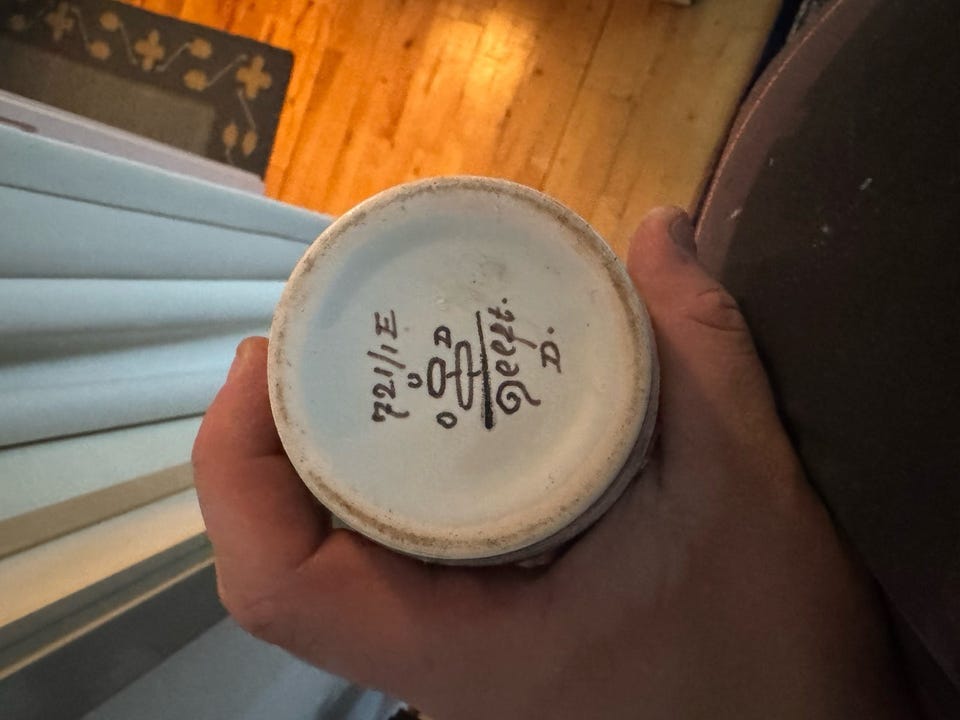 721/1E
U
O D
Delft.
D.